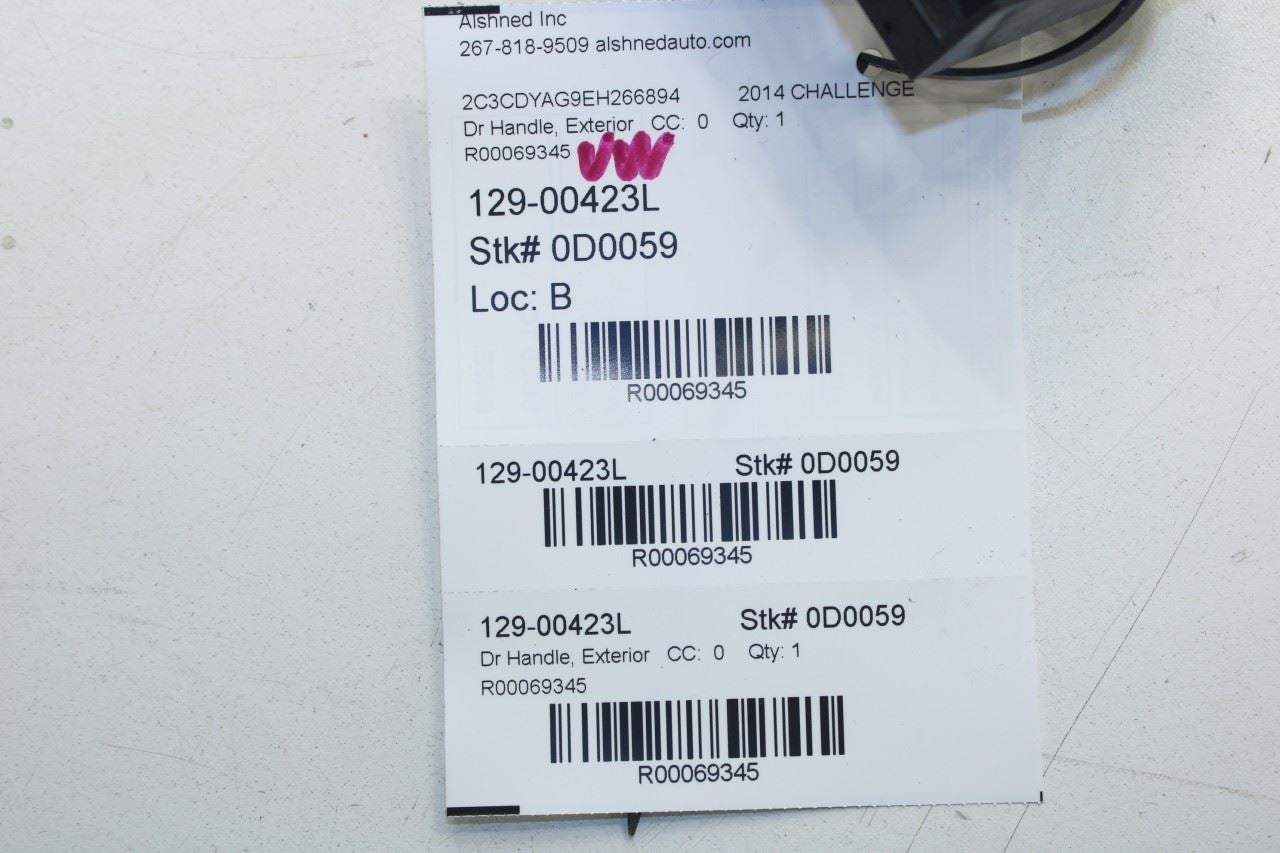 Alshned Inc
267-818-9509 alshnedauto.com
2C3CDYAG9EH266894 2014 CHALLENGE
Dr Handle, Exterior CC: 0 Qty: 1
R00069345
129-00423L
Stk# 0D0059
Loc: B
R00069345
129-00423L Stk# 0D0059
R00069345
129-00423L Stk# 0D0059
Dr Handle, Exterior CC: 0 Qty: 1
R00069345
R00069345